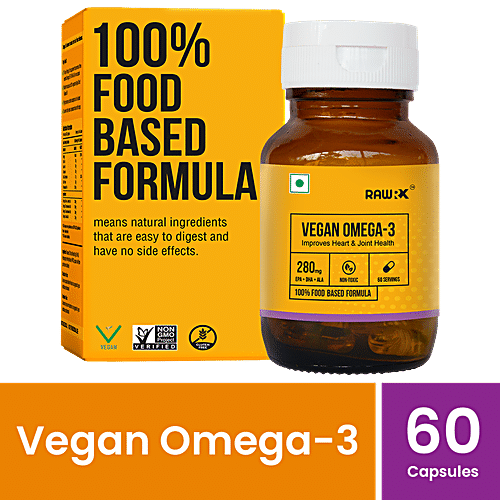 100%
FOOD
BASED
FORMULA
means natural ingredients
that are easy to digest and
have no side effects.
VEGAN
NON
GMO
Project
VERIFIED
GLUTEN
FREE
RAW:X
VEGAN OMEGA-3
Improves Heart & Joint Health
280mg
EPA + DHA + ALA
NON-TOXIC
60 SERVINGS
100% FOOD BASED FORMULA
Vegan Omega-3
60
Capsules